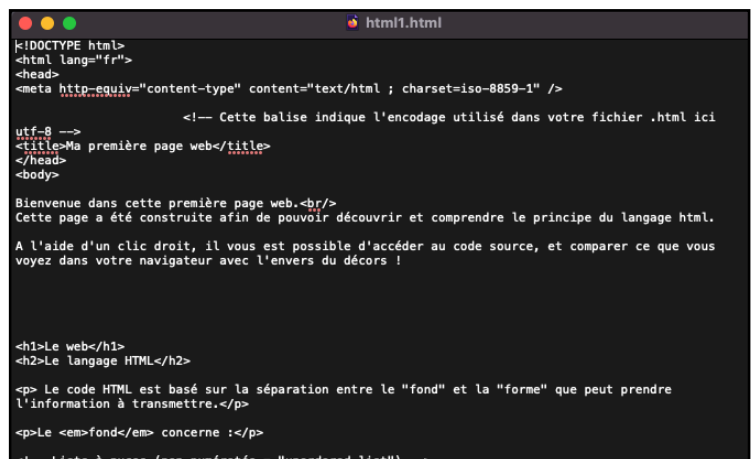 html1.html
<!DOCTYPE html>
<html lang="fr">
<head>
<meta http-equiv="content-type" content="text/html ; charset=iso-8859-1" />
<!-- Cette balise indique l'encodage utilisé dans votre fichier .html ici
utf-8 -->
<title>Ma première page web</title>
</head>
<body>
Bienvenue dans cette première page web.<br/>
Cette page a été construite afin de pouvoir découvrir et comprendre le principe du langage html.
A l'aide d'un clic droit, il vous est possible d'accéder au code source, et comparer ce que vous
voyez dans votre navigateur avec l'envers du décors !
<h1>Le web</h1>
<h2>Le langage HTML</h2>
<p> Le code HTML est basé sur la séparation entre le "fond" et la "forme" que peut prendre
l'information à transmettre.</p>
<p>Le <em>fond</em> concerne :</p>